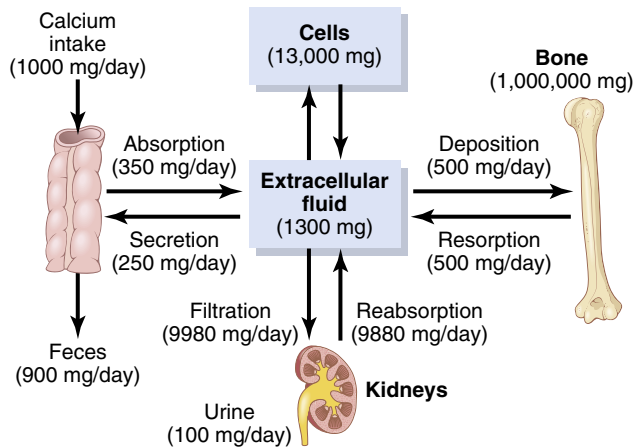 Calcium
intake
(1000 mg/day)
Cells
(13,000 mg)
Bone
(1,000,000 mg)
Absorption
(350 mg/day)
Deposition
(500 mg/day)
Extracellular
fluid
(1300 mg)
Secretion
(250 mg/day)
Resorption
(500 mg/day)
Filtration
(9980 mg/day)
Reabsorption
(9880 mg/day)
Feces
(900 mg/day)
Kidneys
Urine
(100 mg/day)